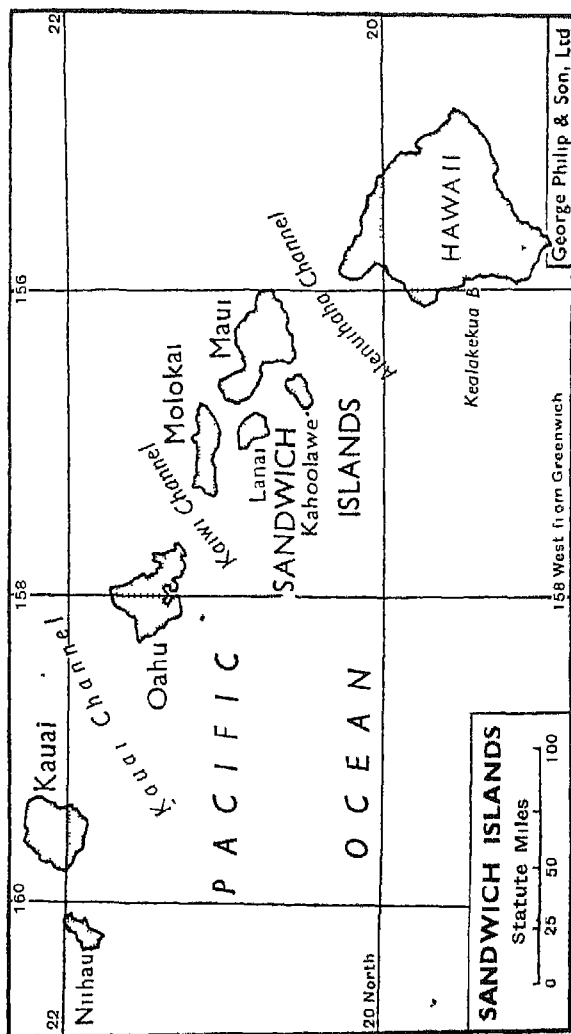 160
158
156
22
22
Kauai
Niihau
Kauai Channel
Oahu
Kaiwi Channel
Molokai
Maui
Lanai
Kahoolawe
SANDWICH
ISLANDS
Alenuihaha Channel
PACIFIC
OCEAN
20 North
20
HAWAII
Kealakekua B
SANDWICH ISLANDS
Statute Miles
0 25 50 100
158 West from Greenwich
[George Philip & Son, Ltd